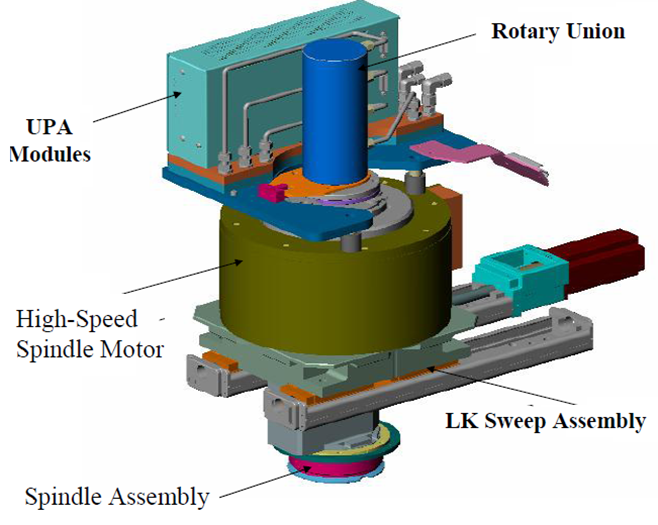 Rotary Union
UPA
Modules
High-Speed
Spindle Motor
LK Sweep Assembly
Spindle Assembly